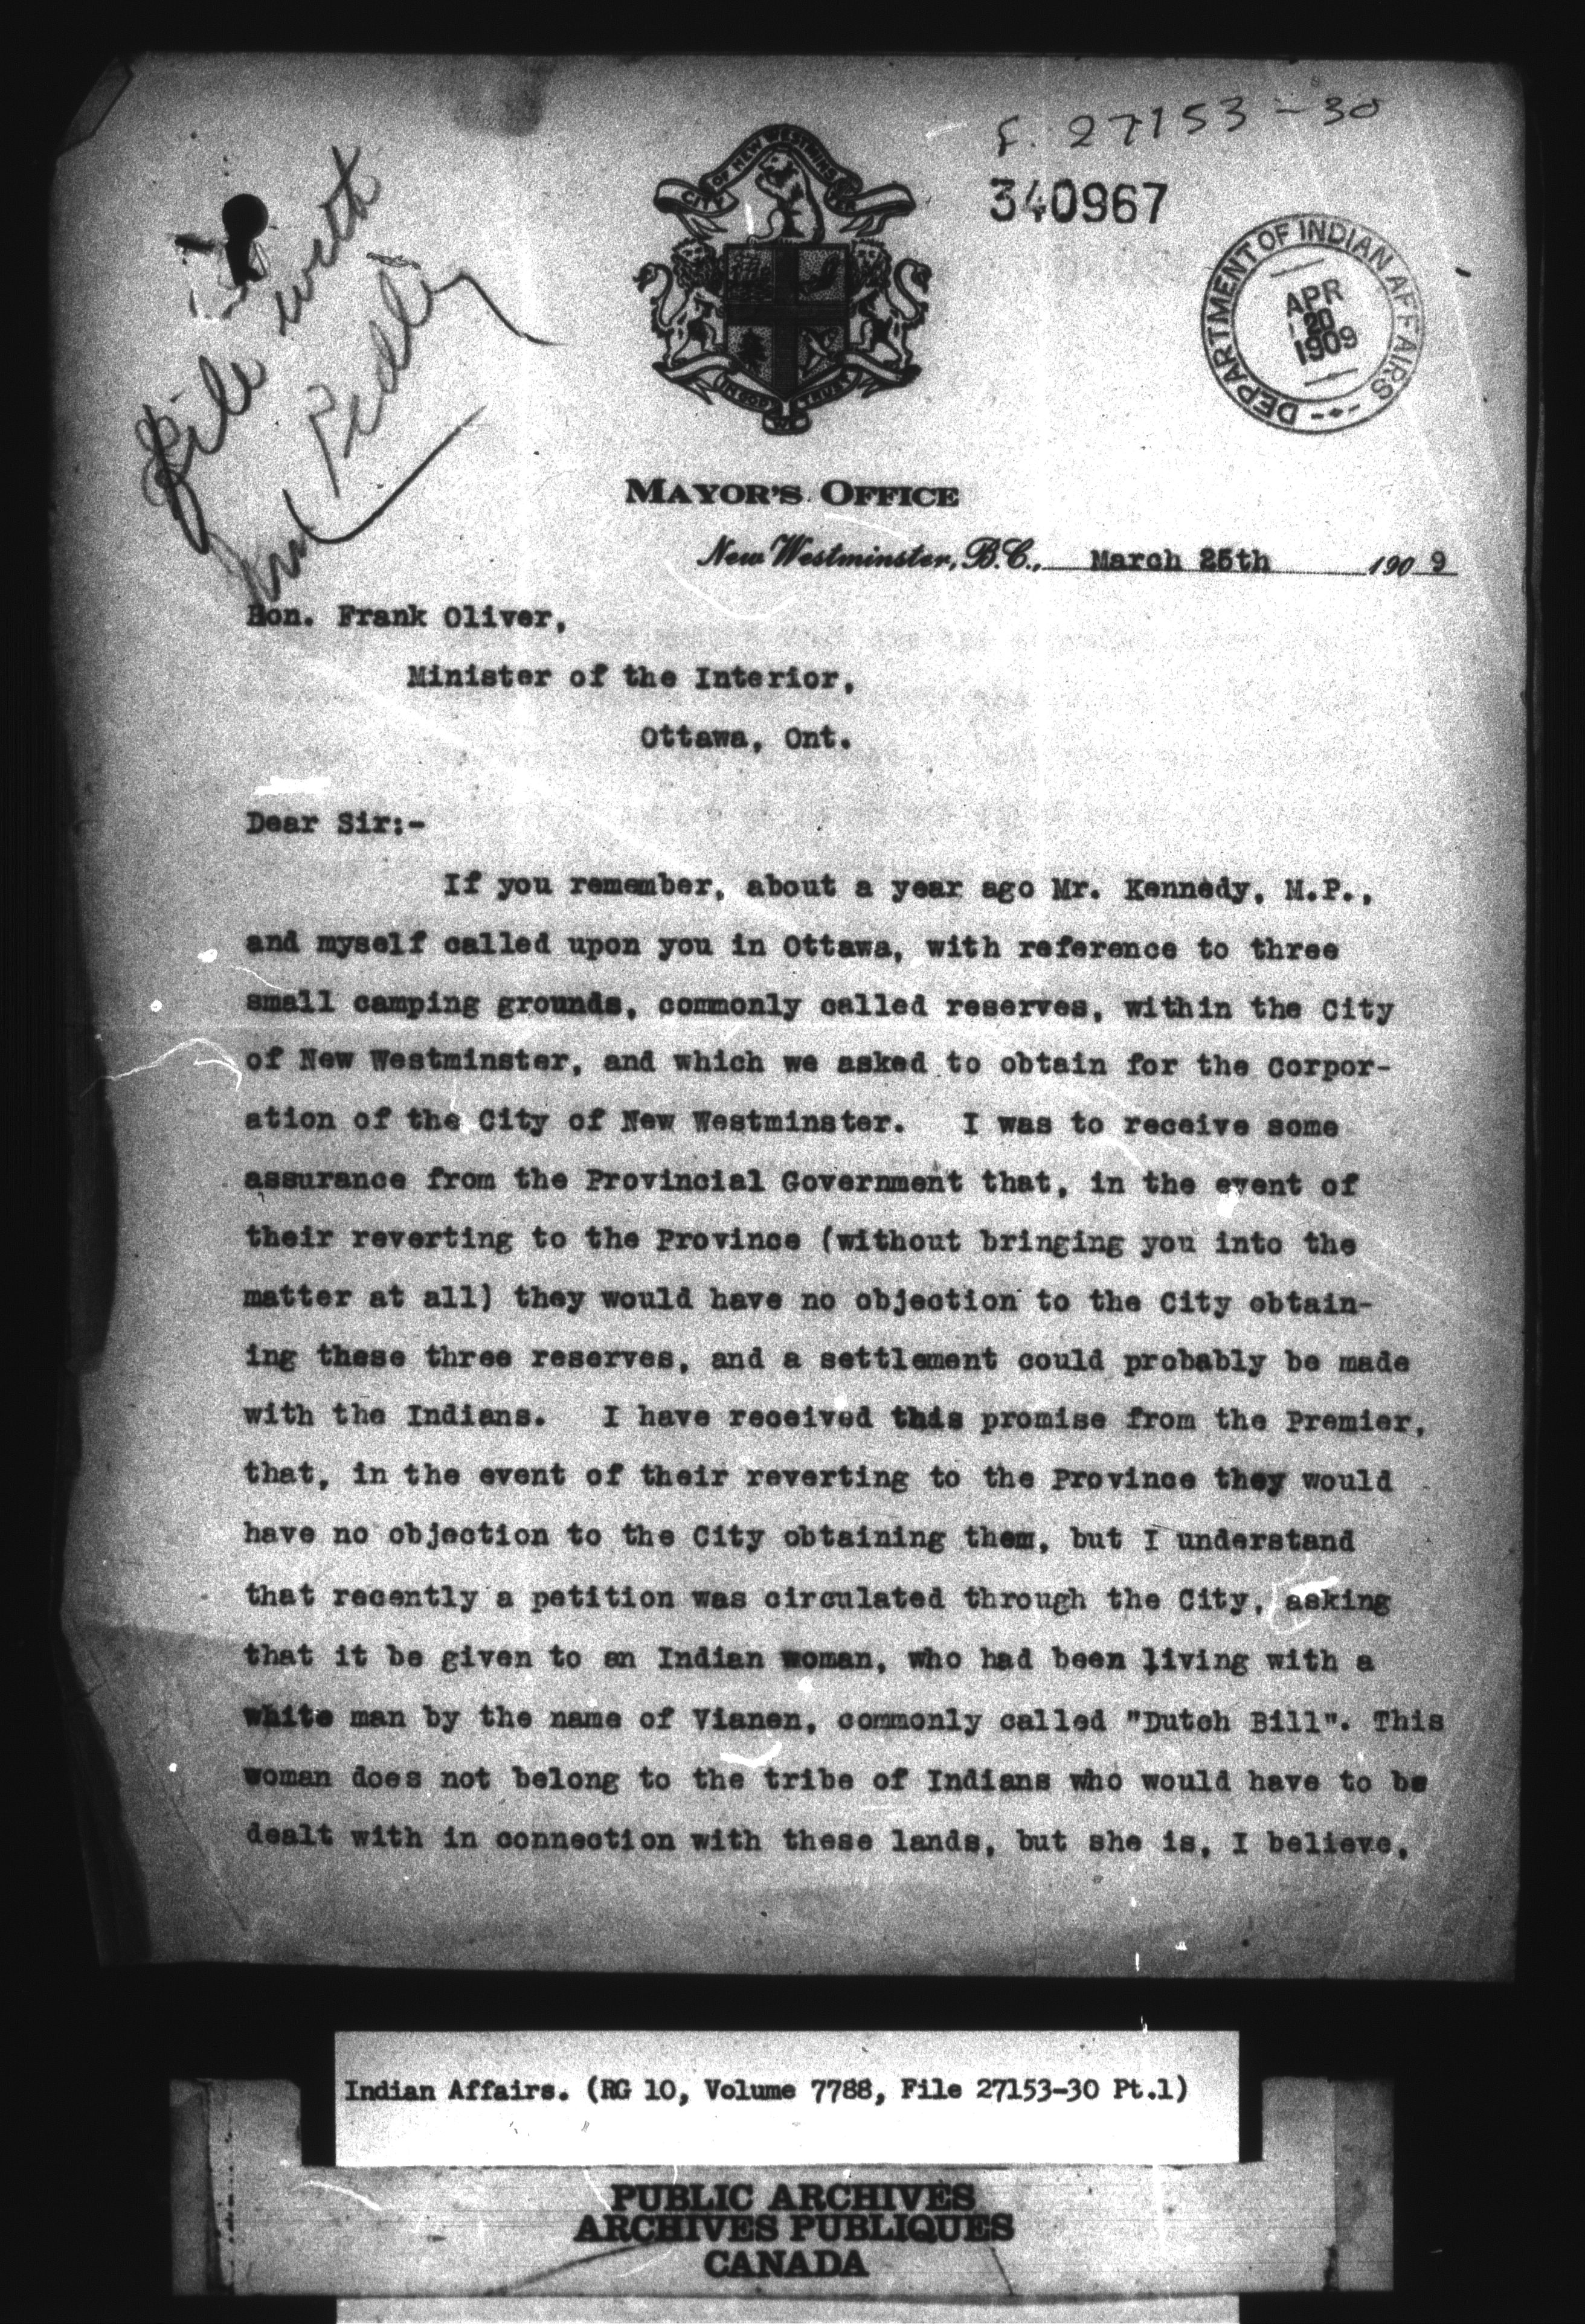 f. 27153-30
340967
File with
Mr Pedley
CITY OF NEW WESTMINSTER
IN GOD WE TRUST
DEPARTMENT OF INDIAN AFFAIRS
APR
20
1909
MAYOR'S OFFICE
New Westminster, B.C., March 25th 1909
Hon. Frank Oliver,
Minister of the Interior,
Ottawa, Ont.
Dear Sir:-
If you remember, about a year ago Mr. Kennedy, M.P.,
and myself called upon you in Ottawa, with reference to three
small camping grounds, commonly called reserves, within the City
of New Westminster, and which we asked to obtain for the Corpor-
ation of the City of New Westminster. I was to receive some
assurance from the Provincial Government that, in the event of
their reverting to the Province (without bringing you into the
matter at all) they would have no objection to the City obtain-
ing these three reserves, and a settlement could probably be made
with the Indians. I have received this promise from the Premier,
that, in the event of their reverting to the Province they would
have no objection to the City obtaining them, but I understand
that recently a petition was circulated through the City, asking
that it be given to an Indian woman, who had been living with a
white man by the name of Vianen, commonly called "Dutch Bill". This
woman does not belong to the tribe of Indians who would have to be
dealt with in connection with these lands, but she is, I believe,
Indian Affairs. (RG 10, Volume 7788, File 27153-30 Pt.1)
PUBLIC ARCHIVES
ARCHIVES PUBLIQUES
CANADA